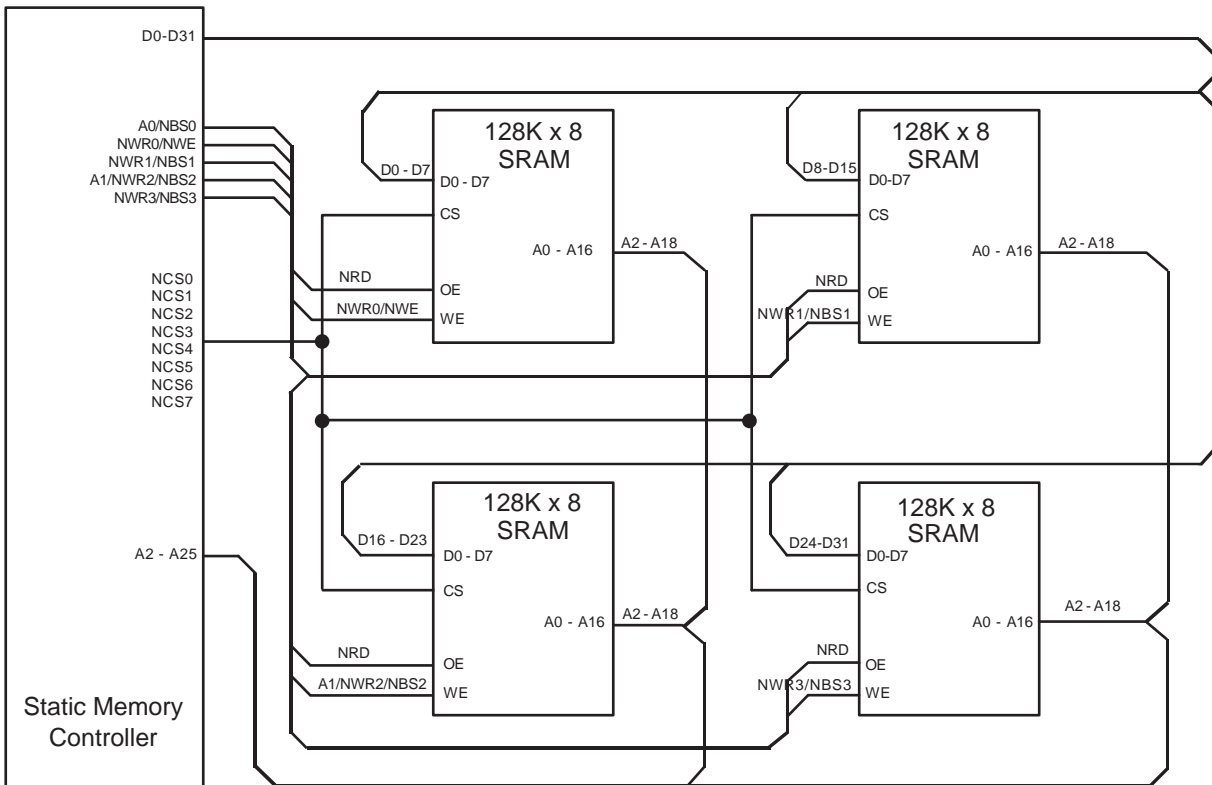 D0-D31
A0/NBS0
NWR0/NWE
NWR1/NBS1
A1/NWR2/NBS2
NWR3/NBS3
NCS0
NCS1
NCS2
NCS3
NCS4
NCS5
NCS6
NCS7
A2 - A25
Static Memory
Controller
128K x 8
SRAM
D0 - D7
D0 - D7
CS
A0 - A16
A2 - A18
NRD
OE
NWR0/NWE
WE
128K x 8
SRAM
D8-D15
D0-D7
CS
A0 - A16
A2 - A18
NRD
OE
NWR1/NBS1
WE
128K x 8
SRAM
D16 - D23
D0 - D7
CS
A0 - A16
A2 - A18
NRD
OE
A1/NWR2/NBS2
WE
128K x 8
SRAM
D24-D31
D0-D7
CS
A0 - A16
A2 - A18
NRD
OE
NWR3/NBS3
WE